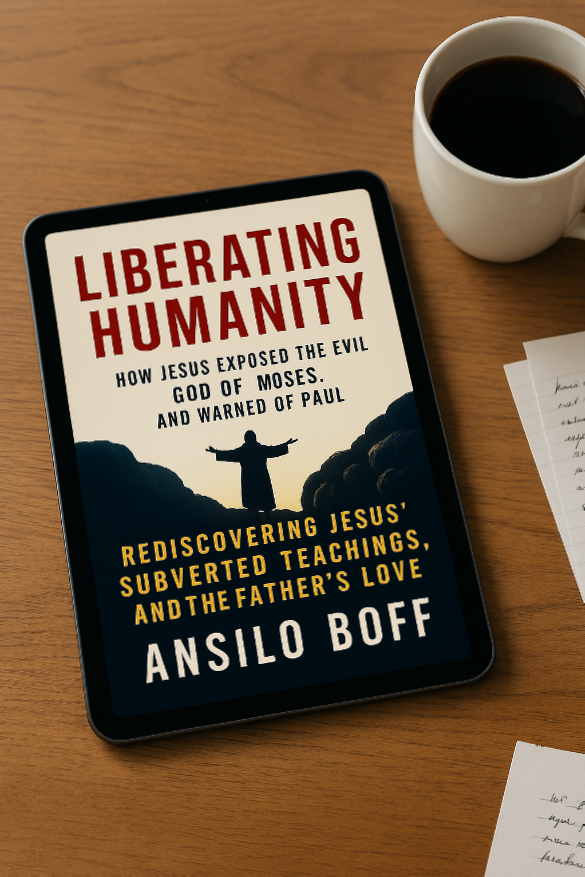 LIBERATING
HUMANITY
HOW JESUS EXPOSED THE EVIL
GOD OF MOSES.
AND WARNED OF PAUL
REDISCOVERING JESUS'
SUBVERTED TEACHINGS,
AND THE FATHER'S LOVE
ANSILO BOFF